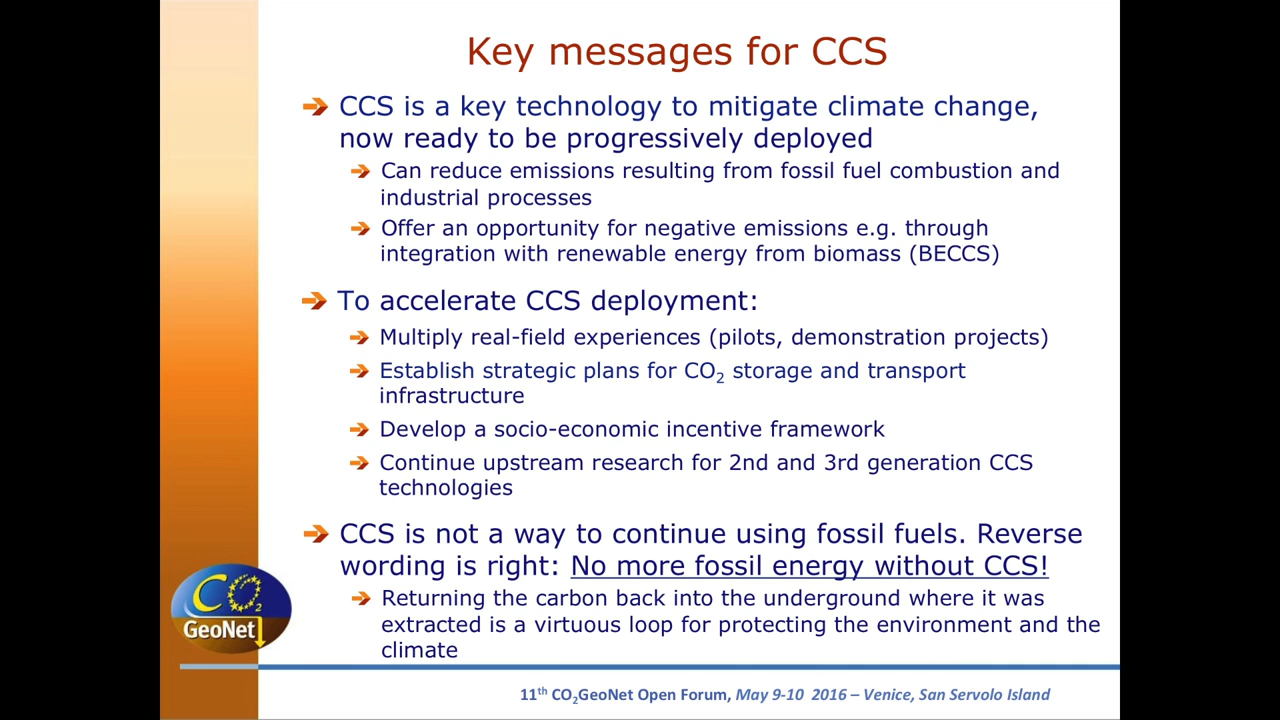 Key messages for CCS
CCS is a key technology to mitigate climate change,
now ready to be progressively deployed
Can reduce emissions resulting from fossil fuel combustion and
industrial processes
Offer an opportunity for negative emissions e.g. through
integration with renewable energy from biomass (BECCS)
To accelerate CCS deployment:
Multiply real-field experiences (pilots, demonstration projects)
Establish strategic plans for CO₂ storage and transport
infrastructure
Develop a socio-economic incentive framework
Continue upstream research for 2nd and 3rd generation CCS
technologies
CCS is not a way to continue using fossil fuels. Reverse
wording is right: No more fossil energy without CCS!
Returning the carbon back into the underground where it was
extracted is a virtuous loop for protecting the environment and the
climate
CO₂
GeoNet
11th CO₂GeoNet Open Forum, May 9-10 2016 – Venice, San Servolo Island